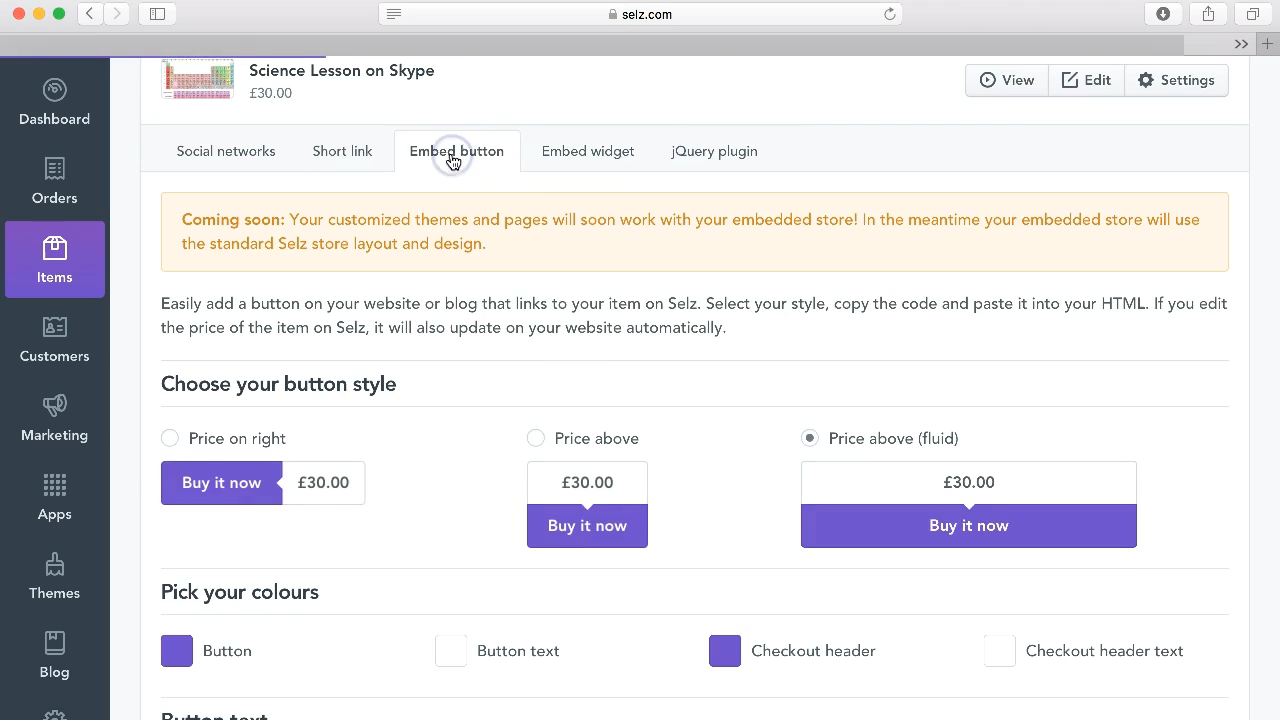 selz.com
Science Lesson on Skype
£30.00
View
Edit
Settings
Dashboard
Orders
Items
Customers
Marketing
Apps
Themes
Blog
Social networks
Short link
Embed button
Embed widget
jQuery plugin
Coming soon: Your customized themes and pages will soon work with your embedded store! In the meantime your embedded store will use
the standard Selz store layout and design.
Easily add a button on your website or blog that links to your item on Selz. Select your style, copy the code and paste it into your HTML. If you edit
the price of the item on Selz, it will also update on your website automatically.
Choose your button style
Price on right
Price above
Price above (fluid)
Buy it now £30.00
£30.00
Buy it now
£30.00
Buy it now
Pick your colours
Button
Button text
Checkout header
Checkout header text
Button text